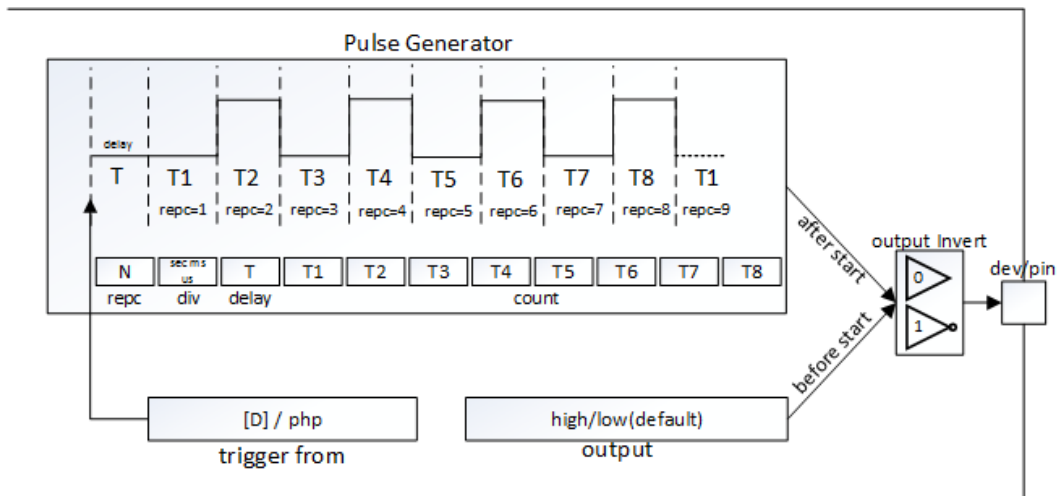 Pulse Generator
delay
T T1 T2 T3 T4 T5 T6 T7 T8 T1
repc=1 repc=2 repc=3 repc=4 repc=5 repc=6 repc=7 repc=8 repc=9
N sec ms us T T1 T2 T3 T4 T5 T6 T7 T8
repc div delay count
after start
before start
output Invert
0
1
dev/pin
[D] / php
trigger from
high/low(default)
output